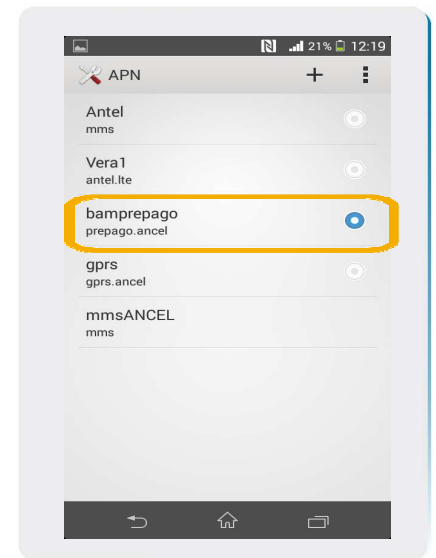 21% 12:19
APN
Antel
mms
Vera1
antel.lte
bamprepago
prepago.ancel
gprs
gprs.ancel
mmsANCEL
mms